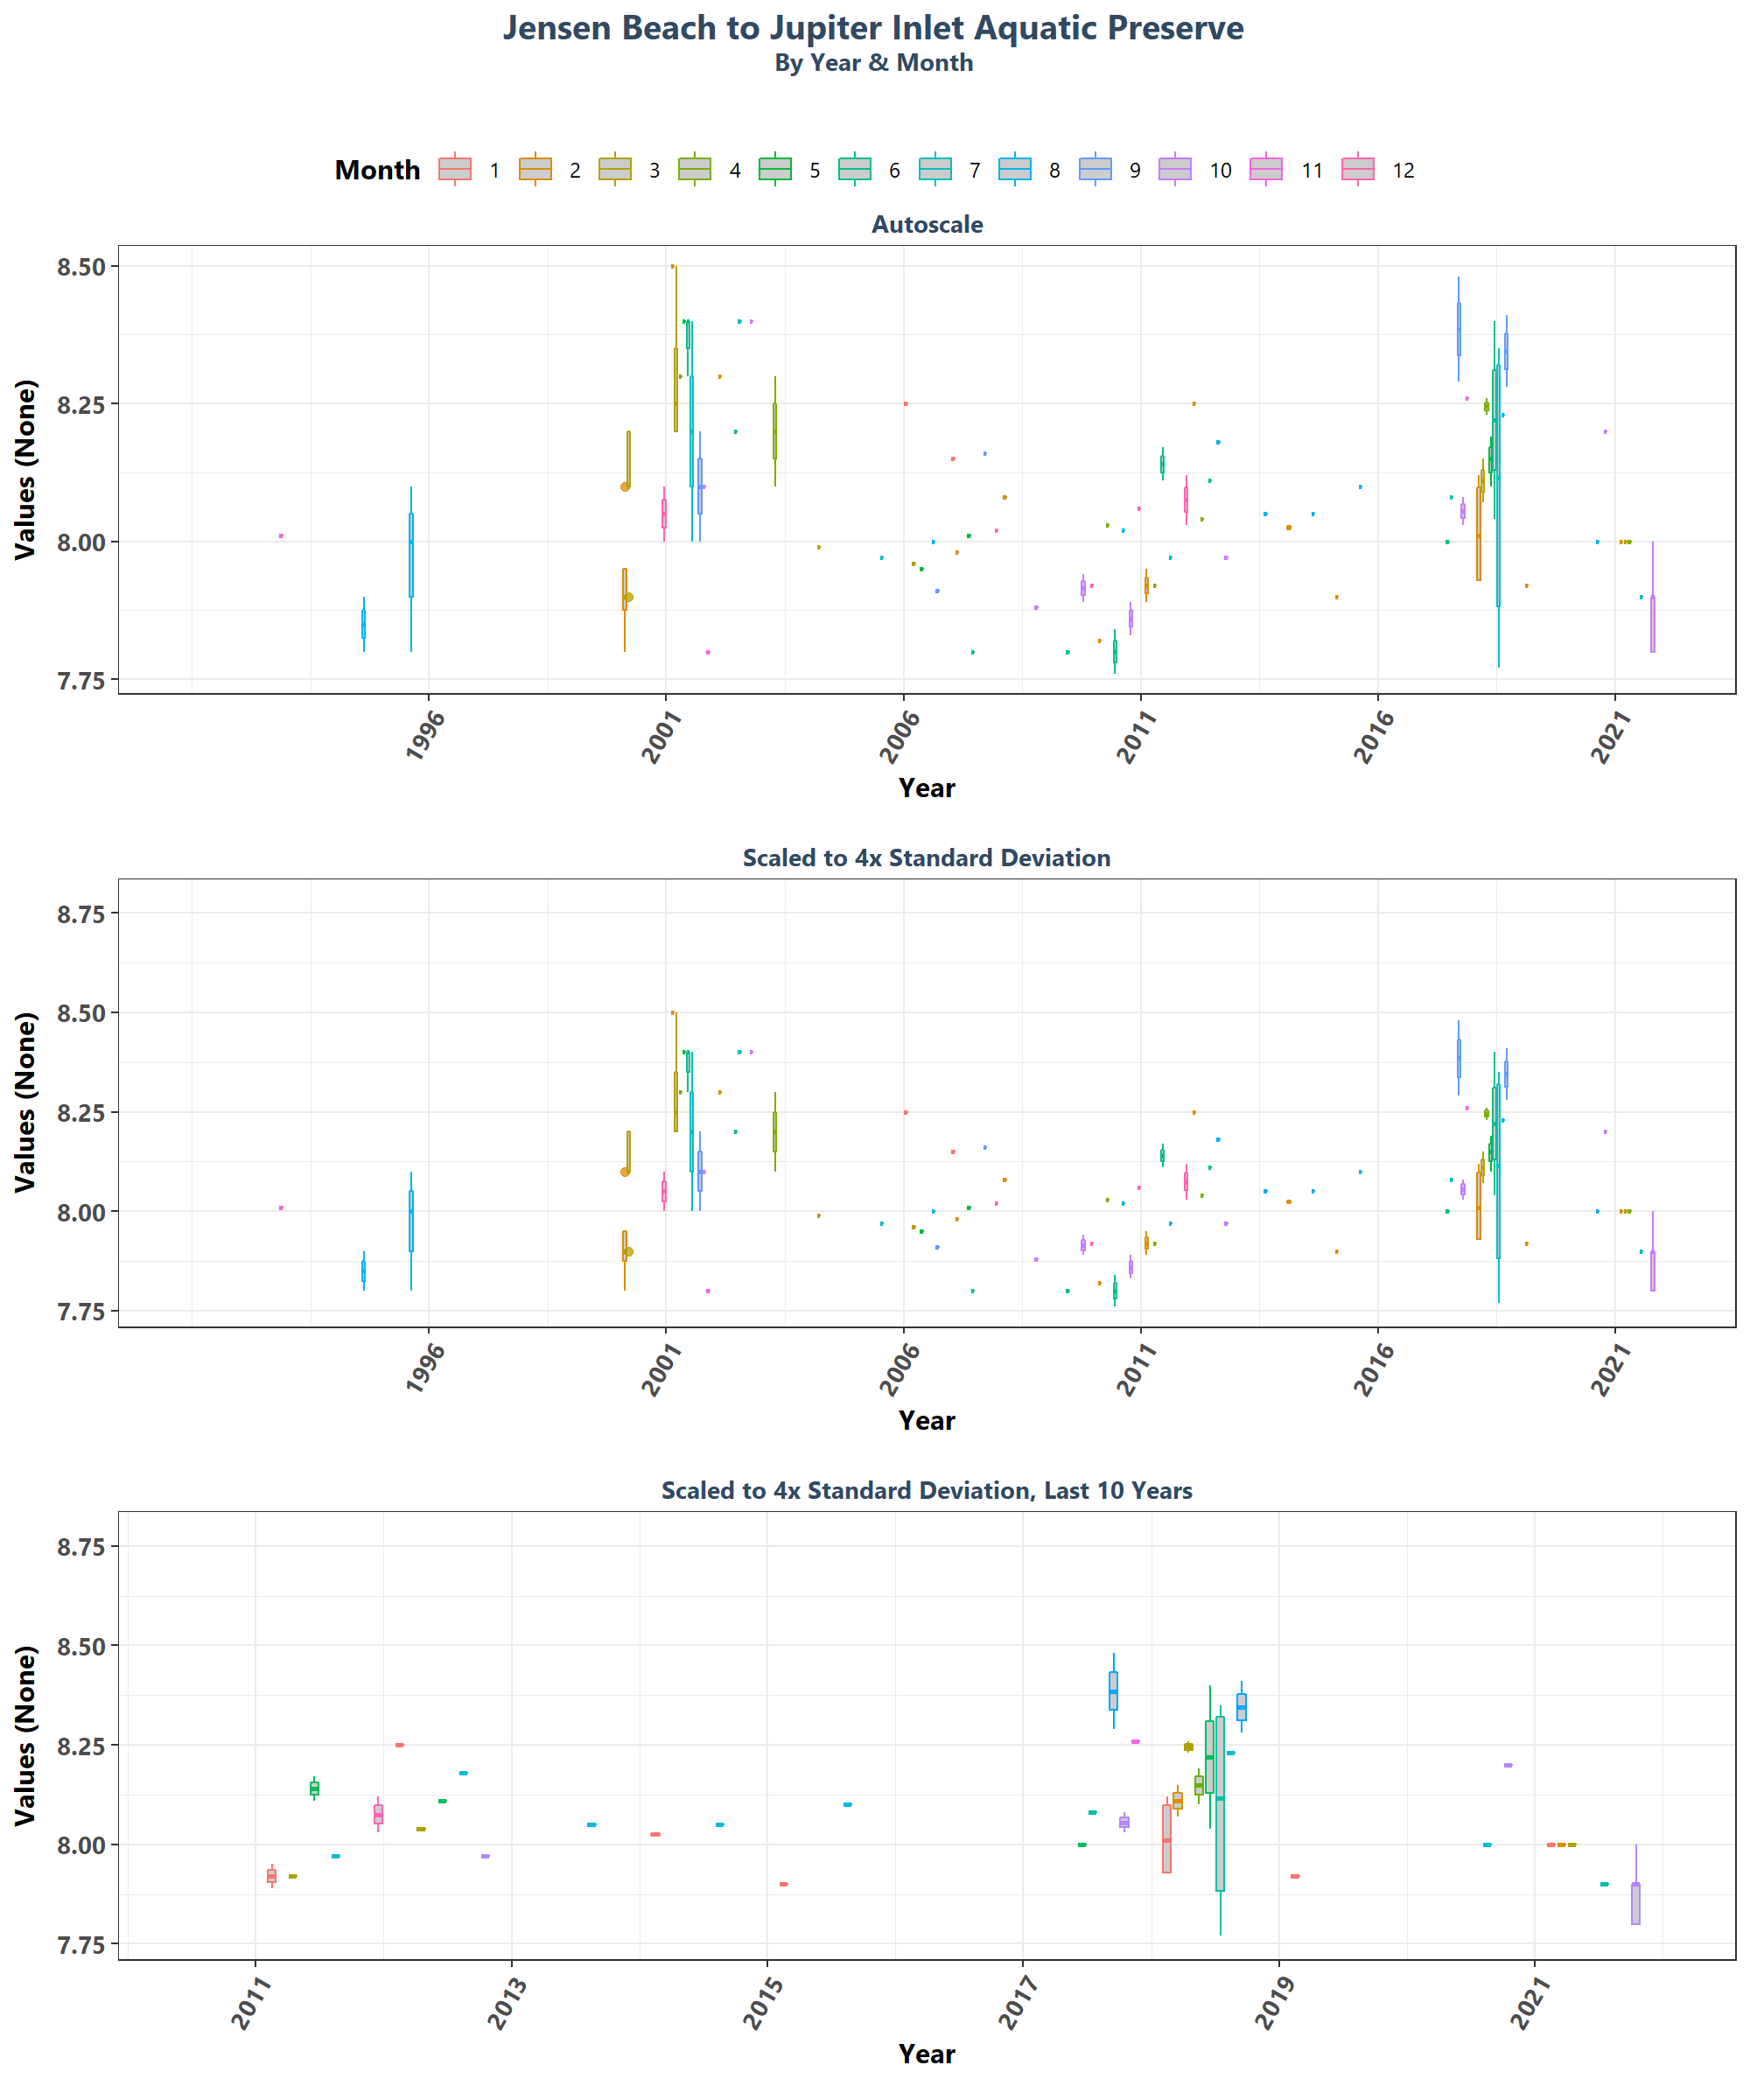 Jensen Beach to Jupiter Inlet Aquatic Preserve
By Year & Month
Month 1 2 3 4 5 6 7 8 9 10 11 12
Autoscale
8.50
8.25
8.00
7.75
Values (None)
1996 2001 2006 2011 2016 2021
Year
Scaled to 4x Standard Deviation
8.75
8.50
8.25
8.00
7.75
Values (None)
1996 2001 2006 2011 2016 2021
Year
Scaled to 4x Standard Deviation, Last 10 Years
8.75
8.50
8.25
8.00
7.75
Values (None)
2011 2013 2015 2017 2019 2021
Year